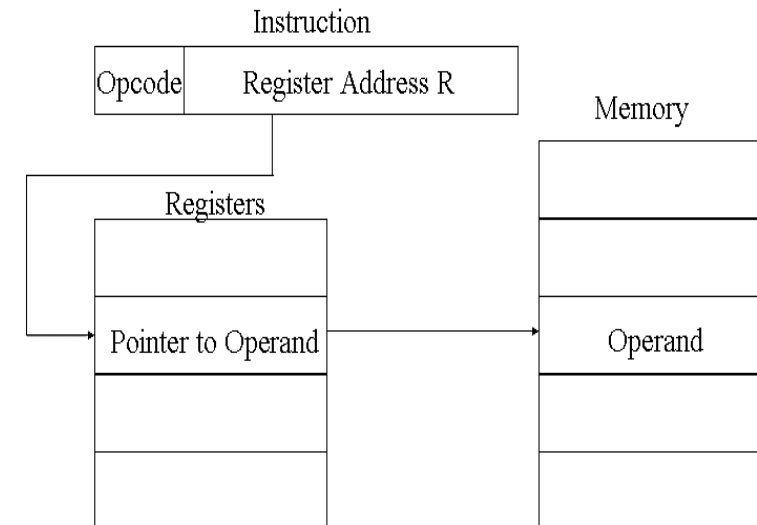 Instruction
Opcode
Register Address R
Memory
Registers
Pointer to Operand
Operand